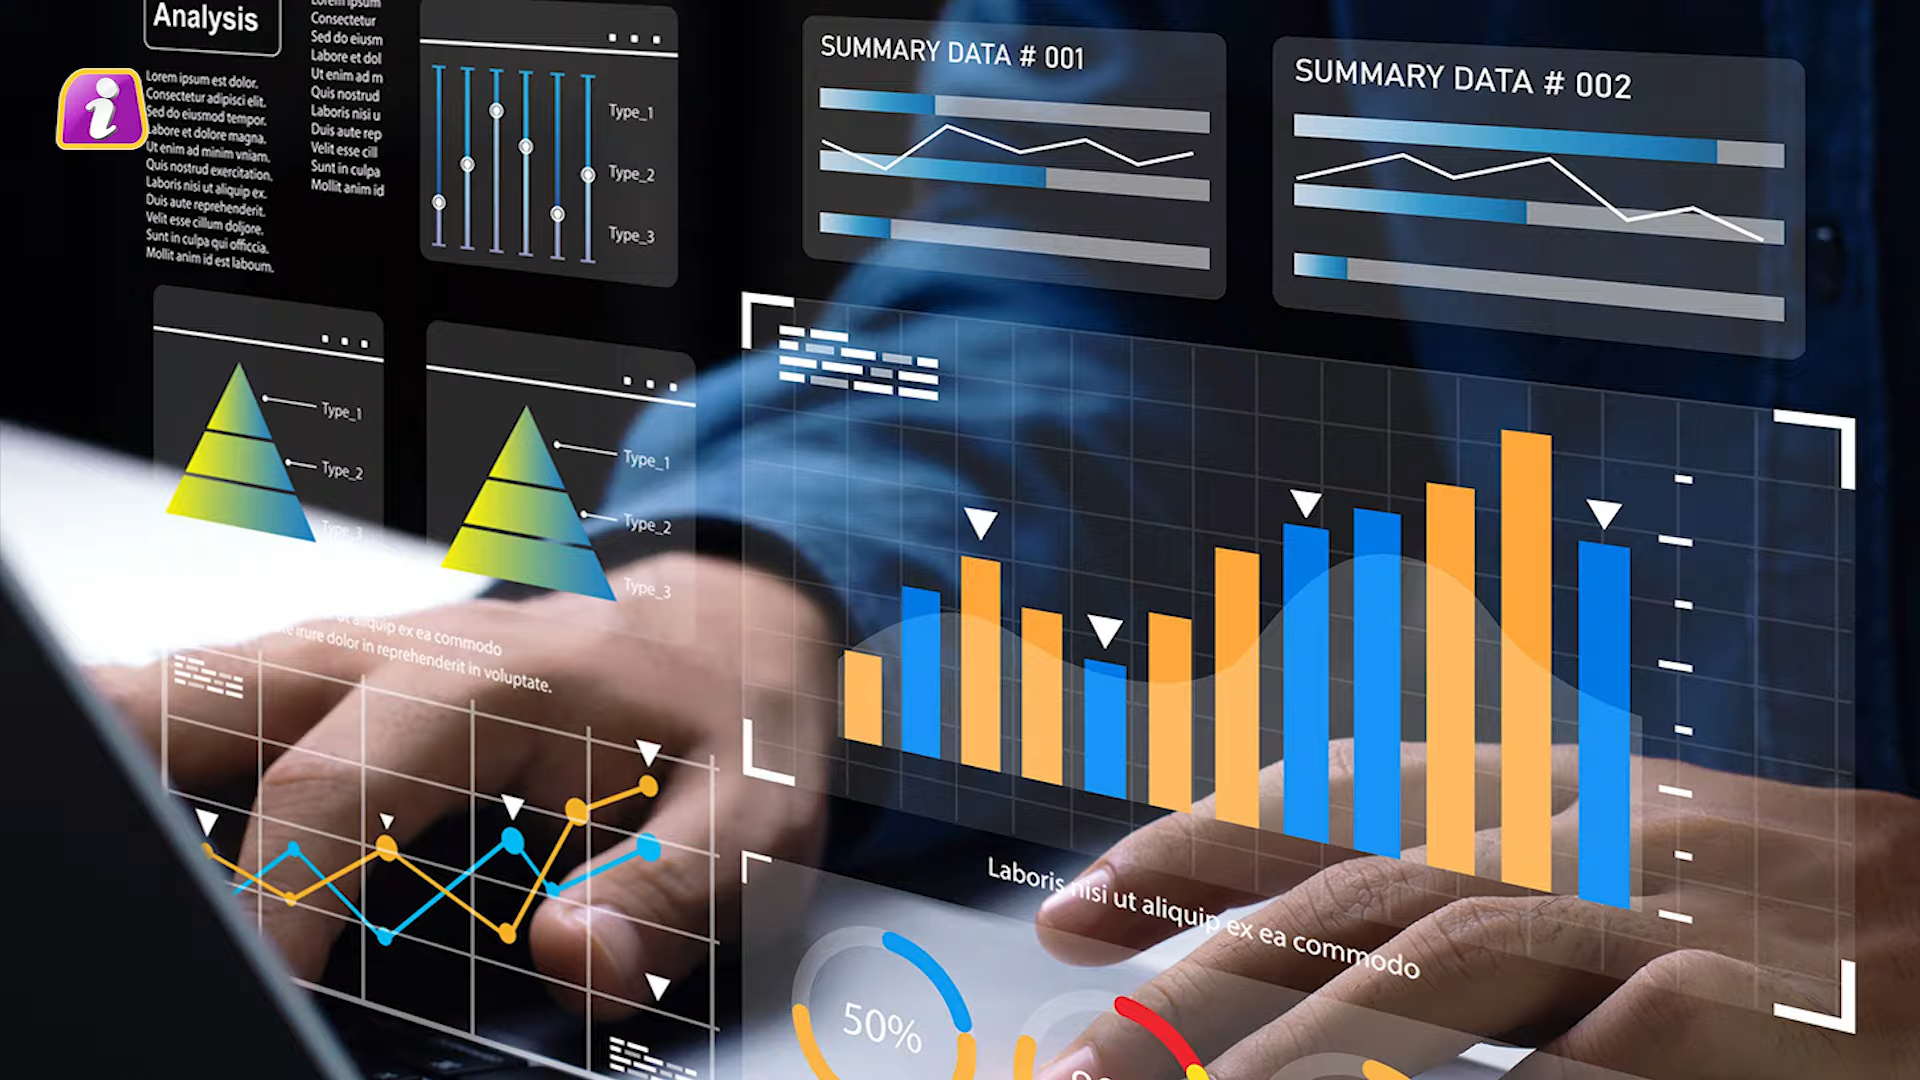 Analysis
Lorem ipsum est dolor.
Consectetur adipisci elit.
Sed do eiusmod tempor.
Labore et dolore magna.
Ut enim ad minim vniam.
Quis nostrud exercitation.
Laboris nisi ut aliquip ex.
Duis aute reprehenderit.
Velit esse cillum doljore.
Sunt in culpa qui officcia.
Mollit anim id est laboum.
Lorem ipsum
Consectetur
Sed do eiusm
Labore et dol
Ut enim ad m
Quis nostrud
Laboris nisi u
Duis aute rep
Velit esse cill
Sunt in culpa
Mollit anim id
Type_1
Type_2
Type_3
SUMMARY DATA # 001
SUMMARY DATA # 002
i
Type_1
Type_2
Type_3
Type_1
Type_2
Type_3
aliquip ex ea commodo
irure dolor in reprehenderit in voluptate.
Laboris nisi ut aliquip ex ea commodo
50%